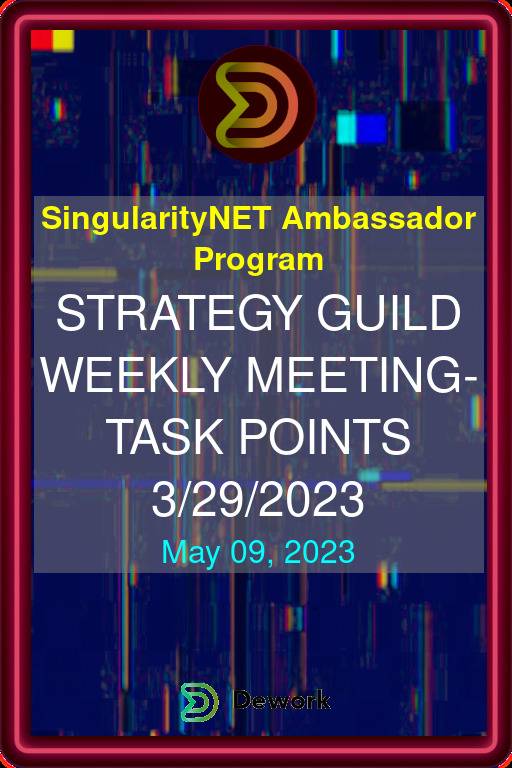 SingularityNET Ambassador
Program
STRATEGY GUILD
WEEKLY MEETING-
TASK POINTS
3/29/2023
May 09, 2023
Dework